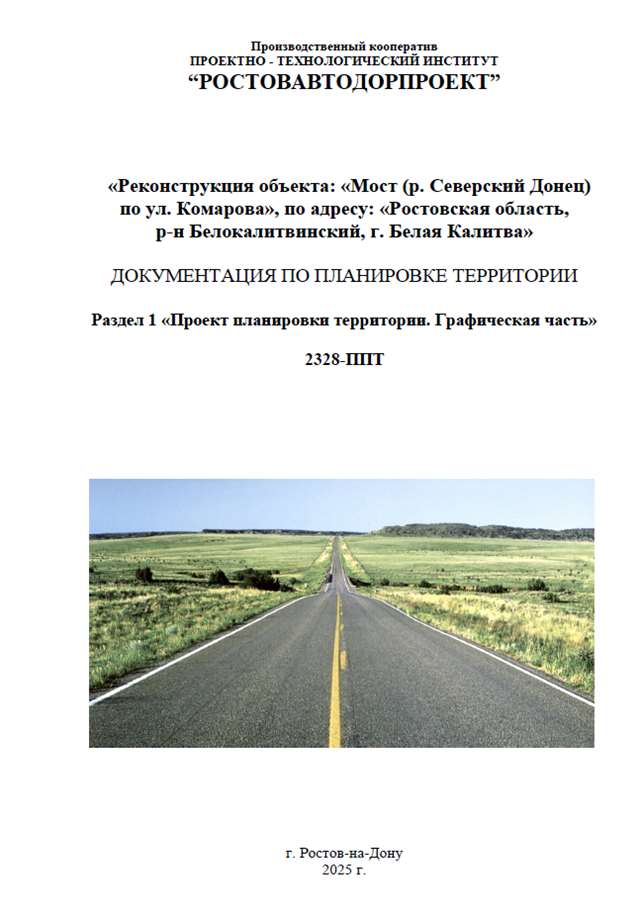 Производственный кооператив
ПРОЕКТНО - ТЕХНОЛОГИЧЕСКИЙ ИНСТИТУТ
“РОСТОВАВТОДОРПРОЕКТ”
«Реконструкция объекта: «Мост (р. Северский Донец)
по ул. Комарова», по адресу: «Ростовская область,
р-н Белокалитвинский, г. Белая Калитва»
ДОКУМЕНТАЦИЯ ПО ПЛАНИРОВКЕ ТЕРРИТОРИИ
Раздел 1 «Проект планировки территории. Графическая часть»
2328-ППТ
г. Ростов-на-Дону
2025 г.